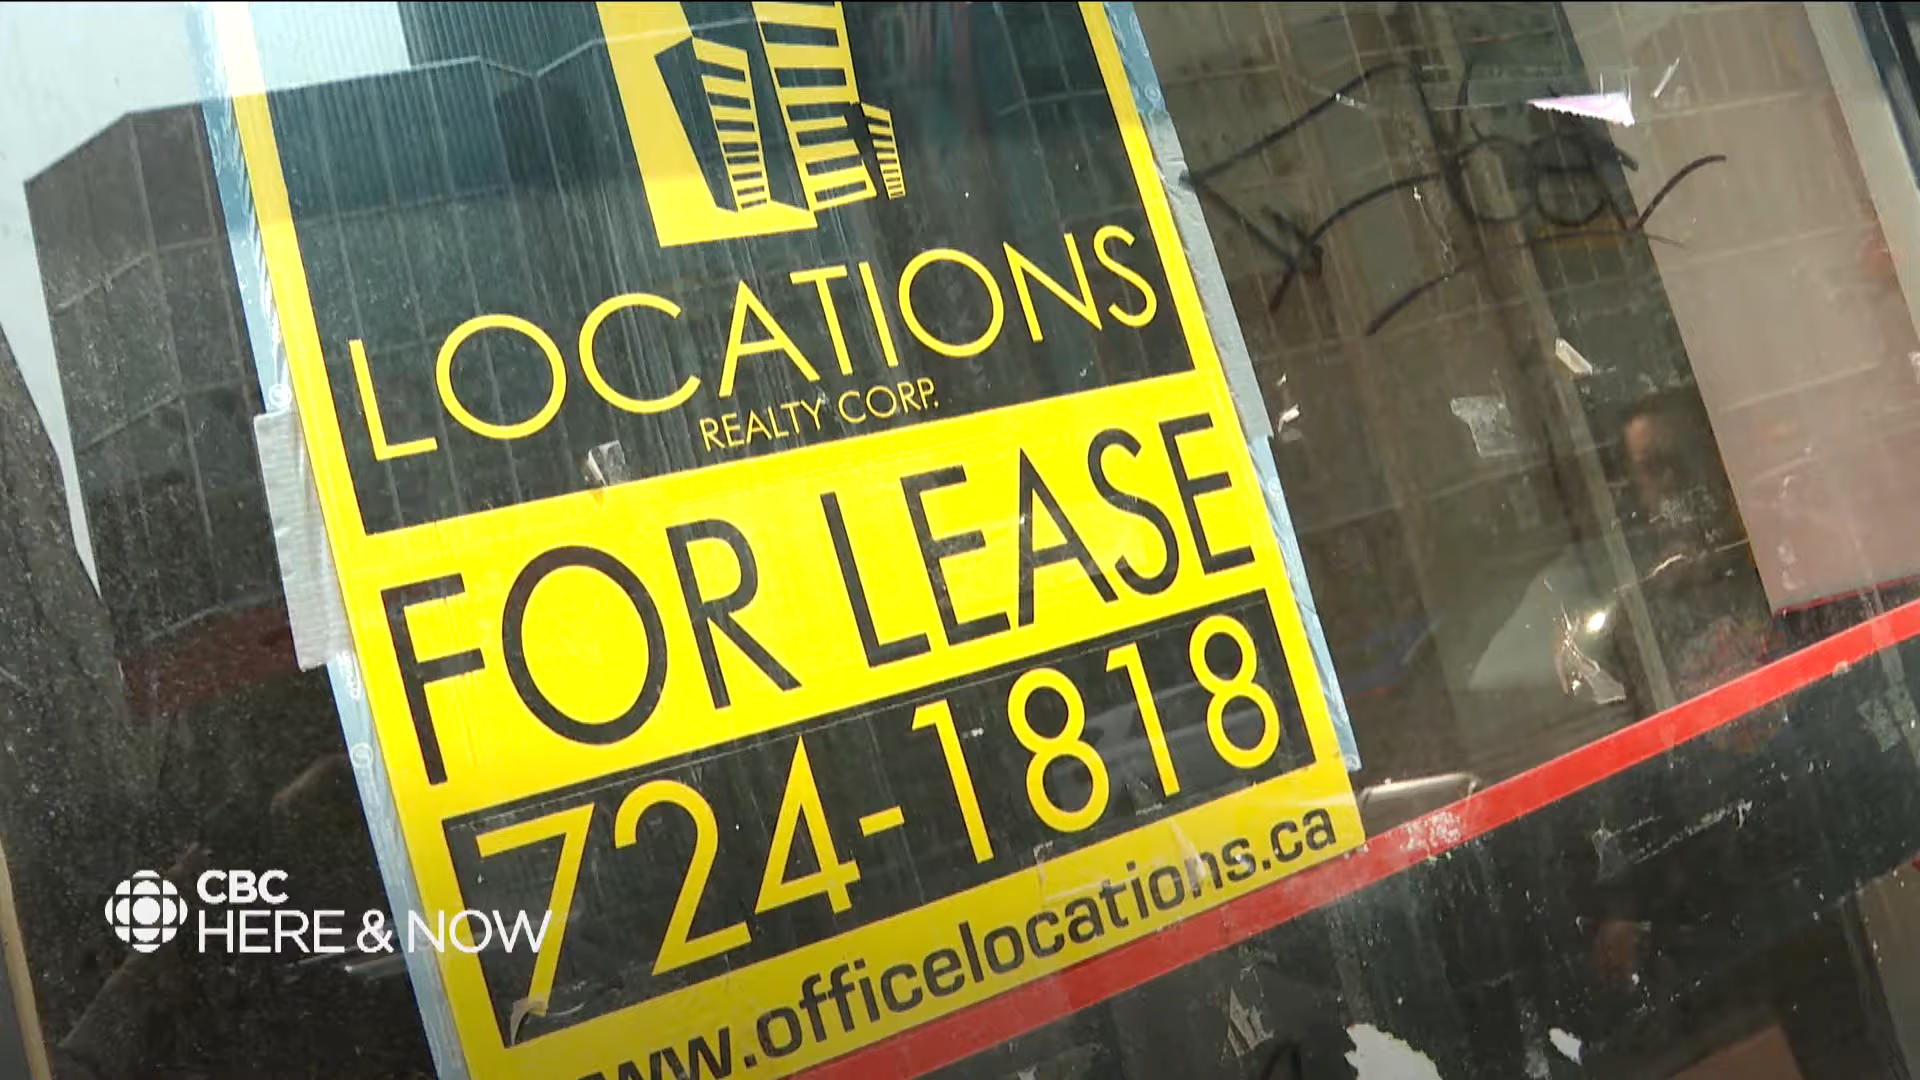 LOCATIONS
REALTY CORP.
FOR LEASE
724-1818
www.officelocations.ca
CBC
HERE & NOW